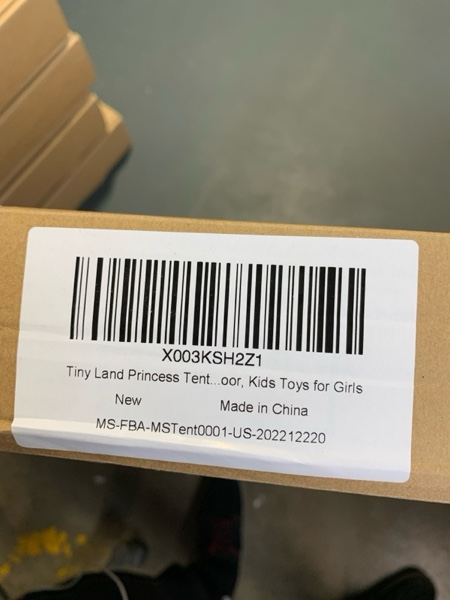 X003KSH2Z1
Tiny Land Princess Tent...oor, Kids Toys for Girls
New Made in China
MS-FBA-MSTent0001-US-202212220